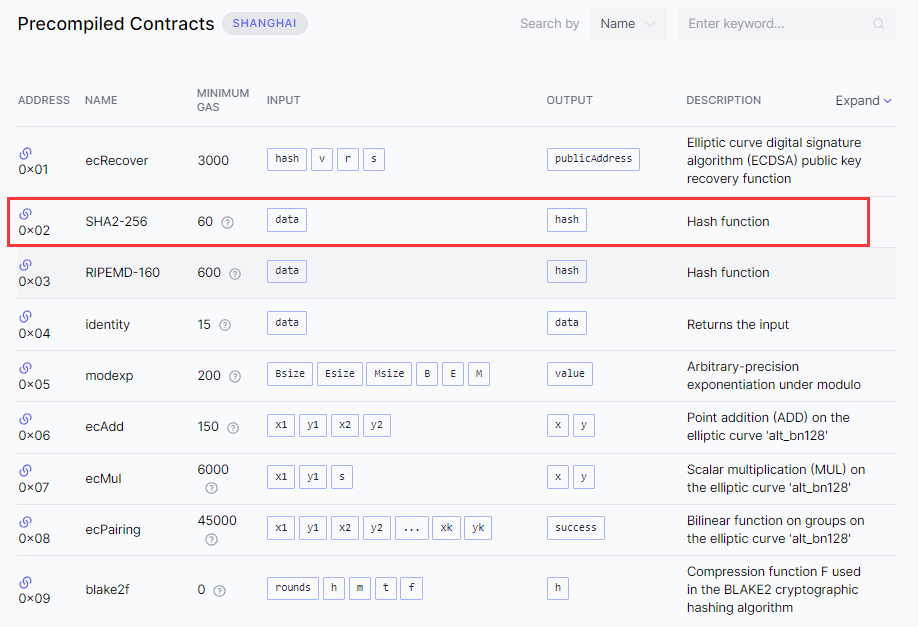 Precompiled Contracts SHANGHAI Search by Name Enter keyword...
ADDRESS NAME MINIMUM GAS INPUT OUTPUT DESCRIPTION Expand
0x01 ecRecover 3000 hash v r s publicAddress Elliptic curve digital signature
algorithm (ECDSA) public key
recovery function
0x02 SHA2-256 60 ? data hash Hash function
0x03 RIPEMD-160 600 ? data hash Hash function
0x04 identity 15 ? data data Returns the input
0x05 modexp 200 ? Bsize Esize Msize B E M value Arbitrary-precision
exponentiation under modulo
0x06 ecAdd 150 ? x1 y1 x2 y2 x y Point addition (ADD) on the
elliptic curve 'alt_bn128'
0x07 ecMul 6000 ? x1 y1 s x y Scalar multiplication (MUL) on
the elliptic curve 'alt_bn128'
0x08 ecPairing 45000 ? x1 y1 x2 y2 ... xk yk success Bilinear function on groups on
the elliptic curve 'alt_bn128'
0x09 blake2f 0 ? rounds h m t f h Compression function F used
in the BLAKE2 cryptographic
hashing algorithm